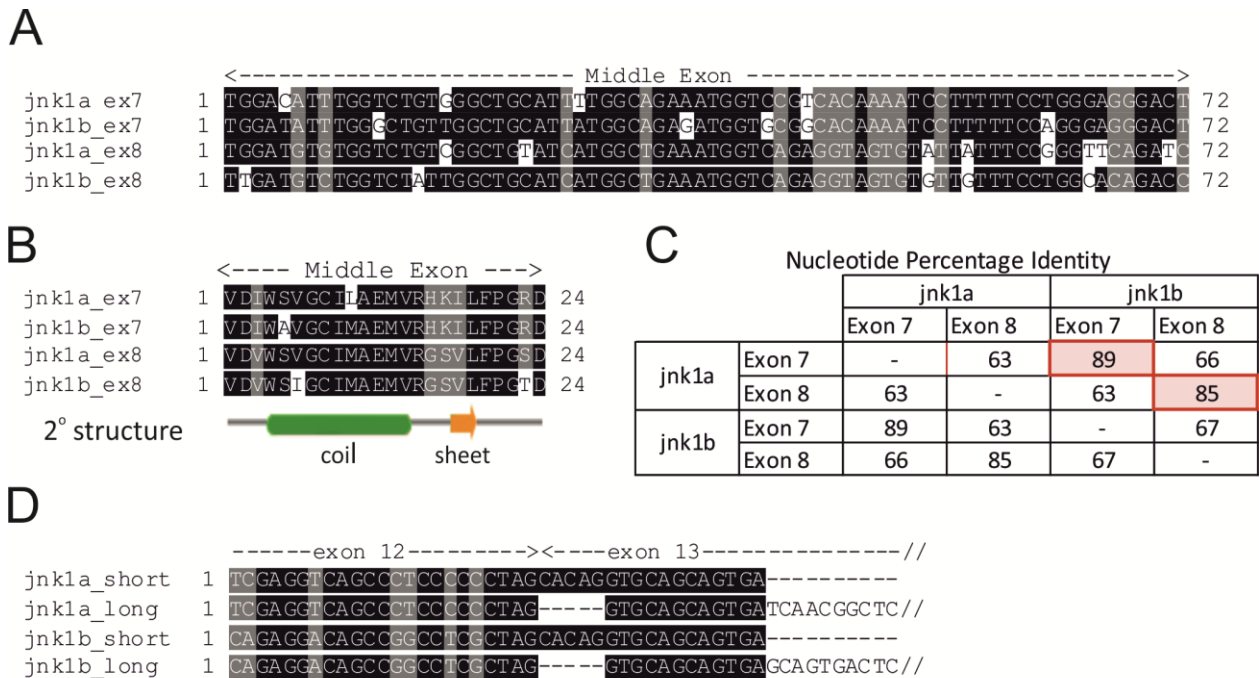 A
<------------------------- Middle Exon -------------------------------->
jnk1a_ex7 1 TGGACATTTGGTCTGTGGGCTGCATTTTGGCAGAAATGGTCCGTCACAAAATCCTTTTTCCTGGGAGGGACT 72
jnk1b_ex7 1 TGGATATTTGGGCTGTTGGCTGCATTATGGCAGAGATGGTGCGGCACAAAATCCTTTTTCCAGGGAGGGACT 72
jnk1a_ex8 1 TGGATGTGTGGTCTGTCGGCTGTATCATGGCTGAAATGGTCAGAGGTAGTGTATTATTTCCGGGTTCAGATC 72
jnk1b_ex8 1 TTGATGTCTGGTCTATTGGCTGCATCATGGCTGAAATGGTCAGAGGTAGTGTGTTGTTTCCTGGCACAGACC 72
B
<---- Middle Exon --->
jnk1a_ex7 1 VDIWSVGCILAEMVRHKILFPGRD 24
jnk1b_ex7 1 VDIWAVGCIMAEMVRHKILFPGRD 24
jnk1a_ex8 1 VDVWSVGCIMAEMVRGSVLFPGSD 24
jnk1b_ex8 1 VDVWSIGCIMAEMVRGSVLFPGTD 24
2° structure
coil sheet
C
Nucleotide Percentage Identity
jnk1a jnk1b
Exon 7 Exon 8 Exon 7 Exon 8
jnk1a Exon 7 - 63 89 66
Exon 8 63 - 63 85
jnk1b Exon 7 89 63 - 67
Exon 8 66 85 67 -
D
------exon 12---------><----exon 13---------------//
jnk1a_short 1 TCGAGGTCAGCCCTCCCCCCTAGCACAGGTGCAGCAGTGA----------
jnk1a_long 1 TCGAGGTCAGCCCTCCCCCCTAG-----GTGCAGCAGTGATCAACGGCTC//
jnk1b_short 1 CAGAGGACAGCCGGCCTCGCTAGCACAGGTGCAGCAGTGA----------
jnk1b_long 1 CAGAGGACAGCCGGCCTCGCTAG-----GTGCAGCAGTGAGCAGTGACTC//